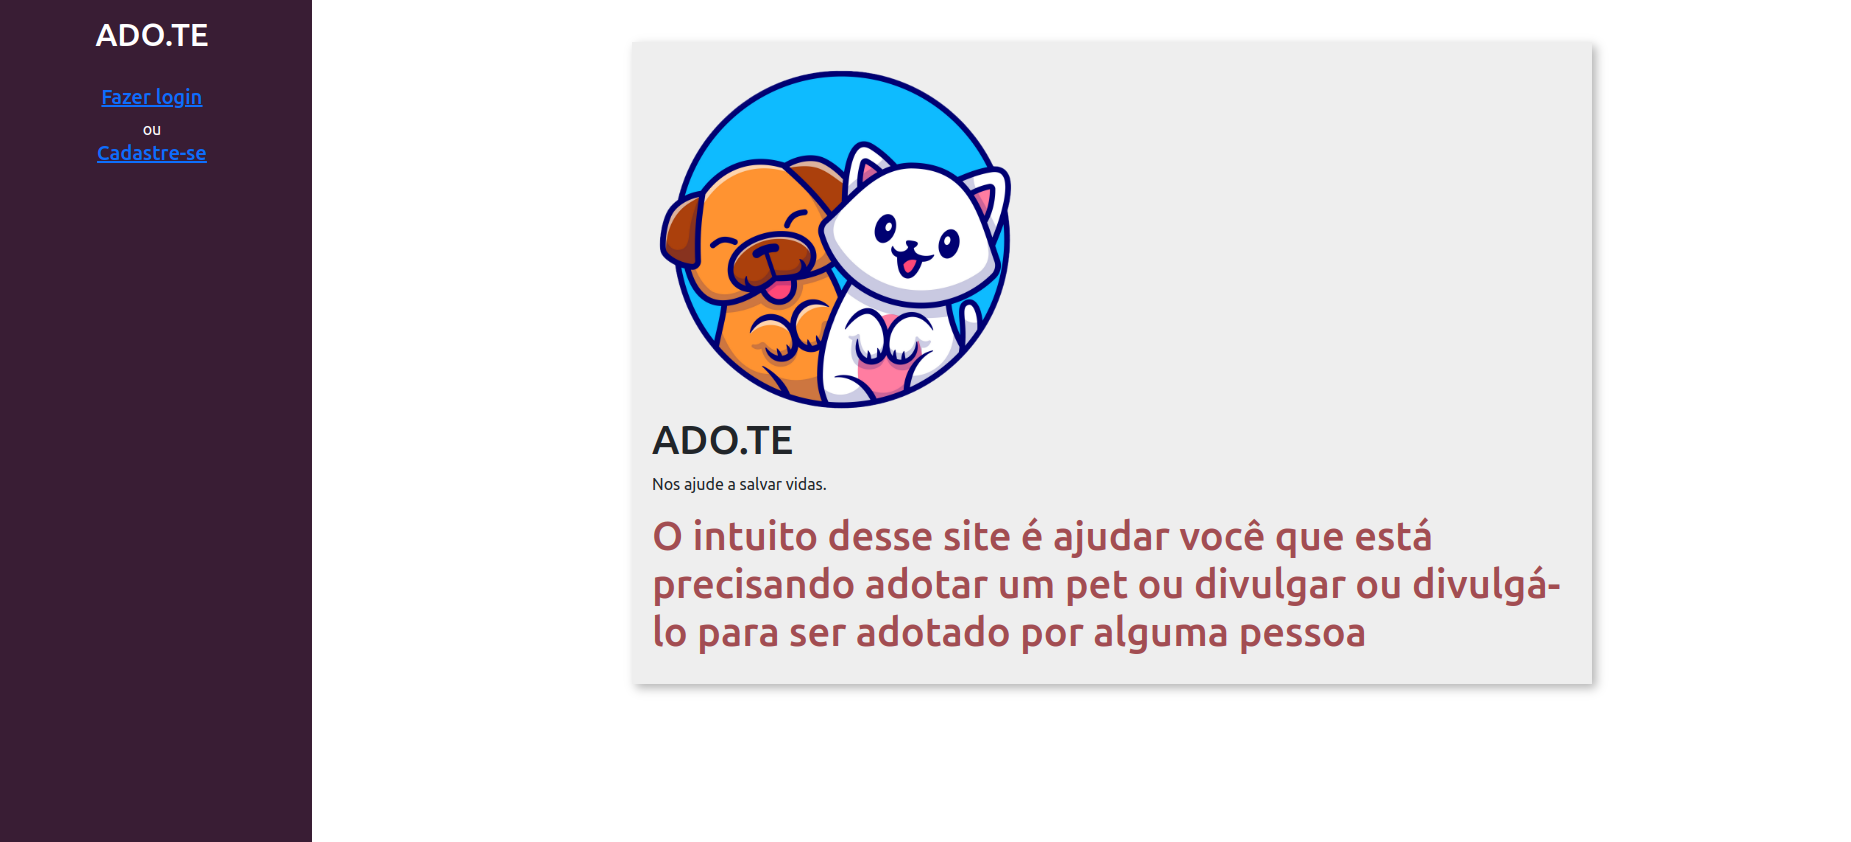 ADO.TE
Fazer login
ou
Cadastre-se
ADO.TE
Nos ajude a salvar vidas.
O intuito desse site é ajudar você que está
precisando adotar um pet ou divulgar ou divulgá-
lo para ser adotado por alguma pessoa